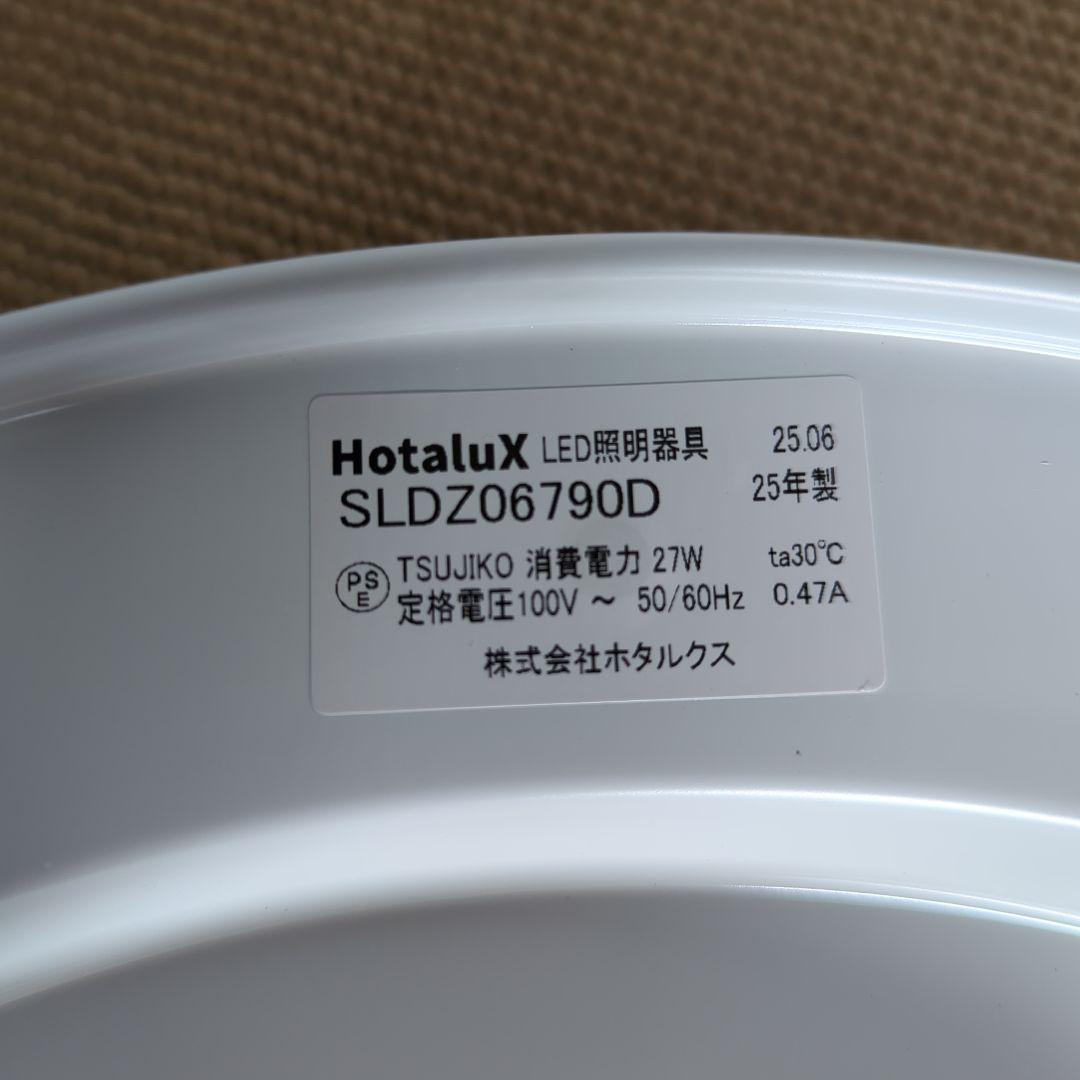 HotaluX LED照明器具 25.06
SLDZ06790D 25年製
PS E TSUJIKO 消費電力 27W ta30℃
定格電圧100V ～ 50/60Hz 0.47A
株式会社ホタルクス